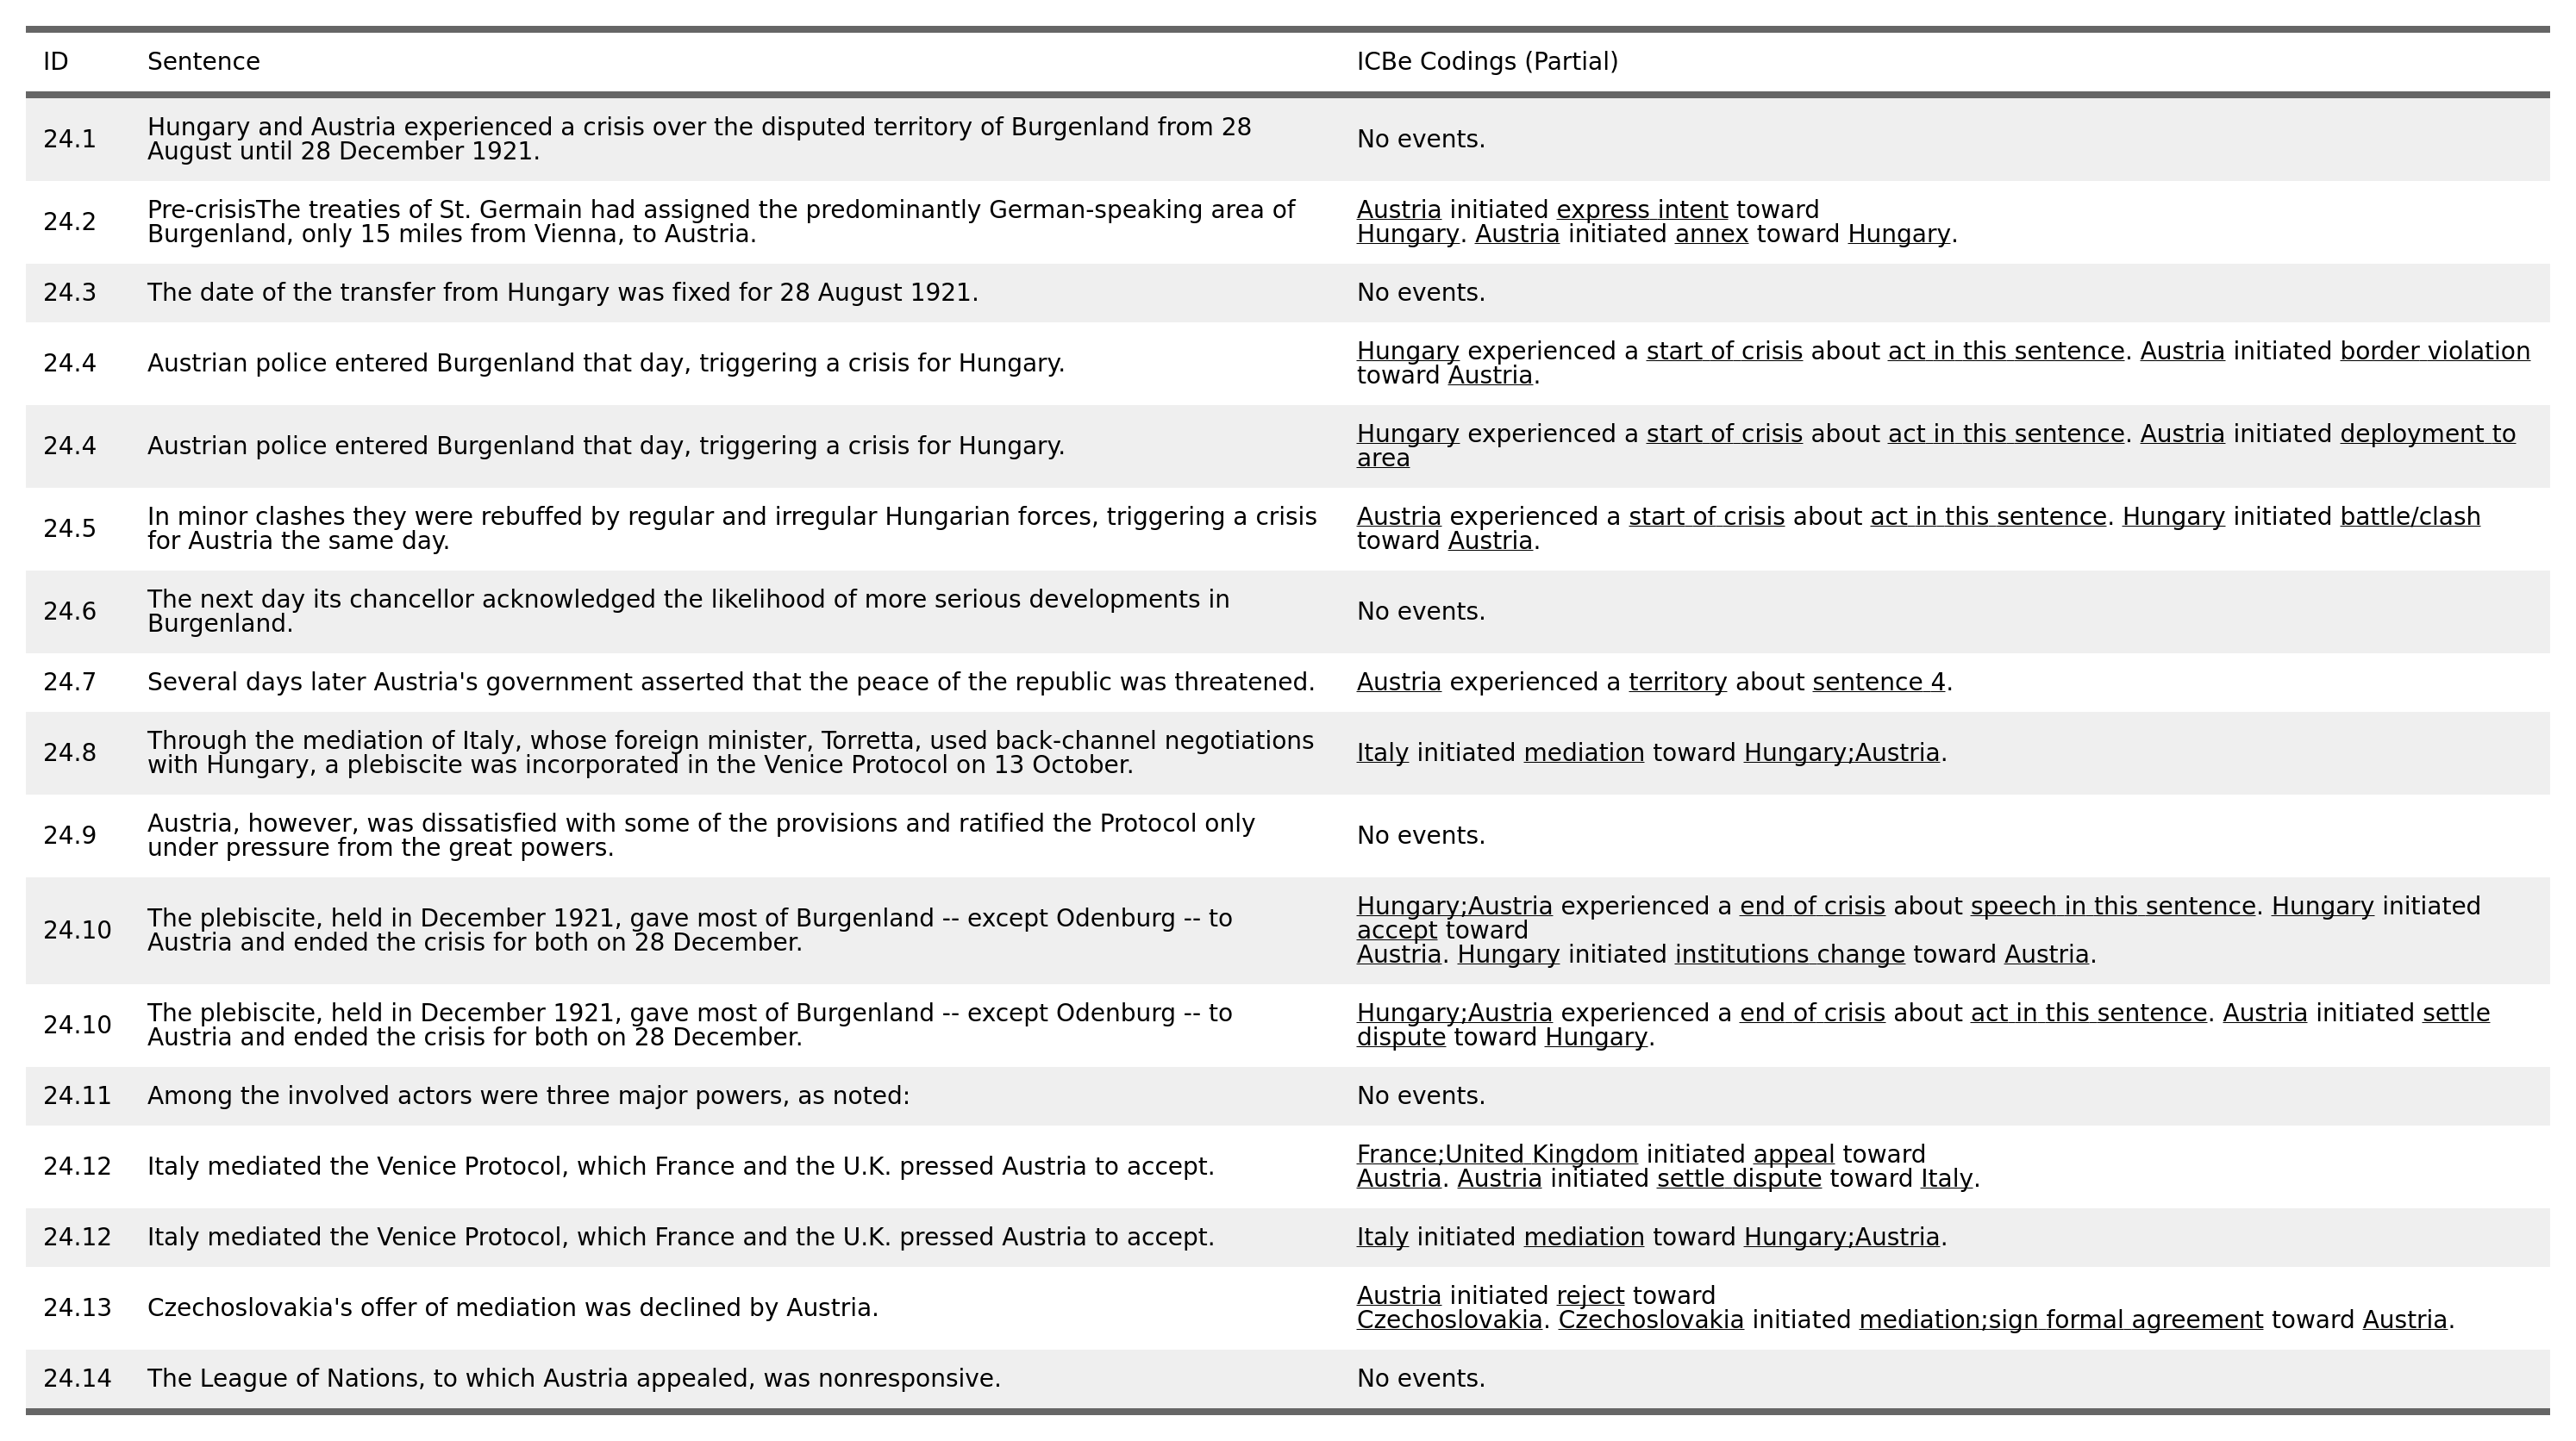 ID Sentence ICBe Codings (Partial)
24.1 Hungary and Austria experienced a crisis over the disputed territory of Burgenland from 28
August until 28 December 1921.
No events.
24.2 Pre-crisisThe treaties of St. Germain had assigned the predominantly German-speaking area of
Burgenland, only 15 miles from Vienna, to Austria.
Austria initiated express intent toward
Hungary. Austria initiated annex toward Hungary.
24.3 The date of the transfer from Hungary was fixed for 28 August 1921.
No events.
24.4 Austrian police entered Burgenland that day, triggering a crisis for Hungary.
Hungary experienced a start of crisis about act in this sentence. Austria initiated border violation
toward Austria.
24.4 Austrian police entered Burgenland that day, triggering a crisis for Hungary.
Hungary experienced a start of crisis about act in this sentence. Austria initiated deployment to
area
24.5 In minor clashes they were rebuffed by regular and irregular Hungarian forces, triggering a crisis
for Austria the same day.
Austria experienced a start of crisis about act in this sentence. Hungary initiated battle/clash
toward Austria.
24.6 The next day its chancellor acknowledged the likelihood of more serious developments in
Burgenland.
No events.
24.7 Several days later Austria's government asserted that the peace of the republic was threatened.
Austria experienced a territory about sentence 4.
24.8 Through the mediation of Italy, whose foreign minister, Torretta, used back-channel negotiations
with Hungary, a plebiscite was incorporated in the Venice Protocol on 13 October.
Italy initiated mediation toward Hungary;Austria.
24.9 Austria, however, was dissatisfied with some of the provisions and ratified the Protocol only
under pressure from the great powers.
No events.
24.10 The plebiscite, held in December 1921, gave most of Burgenland -- except Odenburg -- to
Austria and ended the crisis for both on 28 December.
Hungary;Austria experienced a end of crisis about speech in this sentence. Hungary initiated
accept toward
Austria. Hungary initiated institutions change toward Austria.
24.10 The plebiscite, held in December 1921, gave most of Burgenland -- except Odenburg -- to
Austria and ended the crisis for both on 28 December.
Hungary;Austria experienced a end of crisis about act in this sentence. Austria initiated settle
dispute toward Hungary.
24.11 Among the involved actors were three major powers, as noted:
No events.
24.12 Italy mediated the Venice Protocol, which France and the U.K. pressed Austria to accept.
France;United Kingdom initiated appeal toward
Austria. Austria initiated settle dispute toward Italy.
24.12 Italy mediated the Venice Protocol, which France and the U.K. pressed Austria to accept.
Italy initiated mediation toward Hungary;Austria.
24.13 Czechoslovakia's offer of mediation was declined by Austria.
Austria initiated reject toward
Czechoslovakia. Czechoslovakia initiated mediation;sign formal agreement toward Austria.
24.14 The League of Nations, to which Austria appealed, was nonresponsive.
No events.